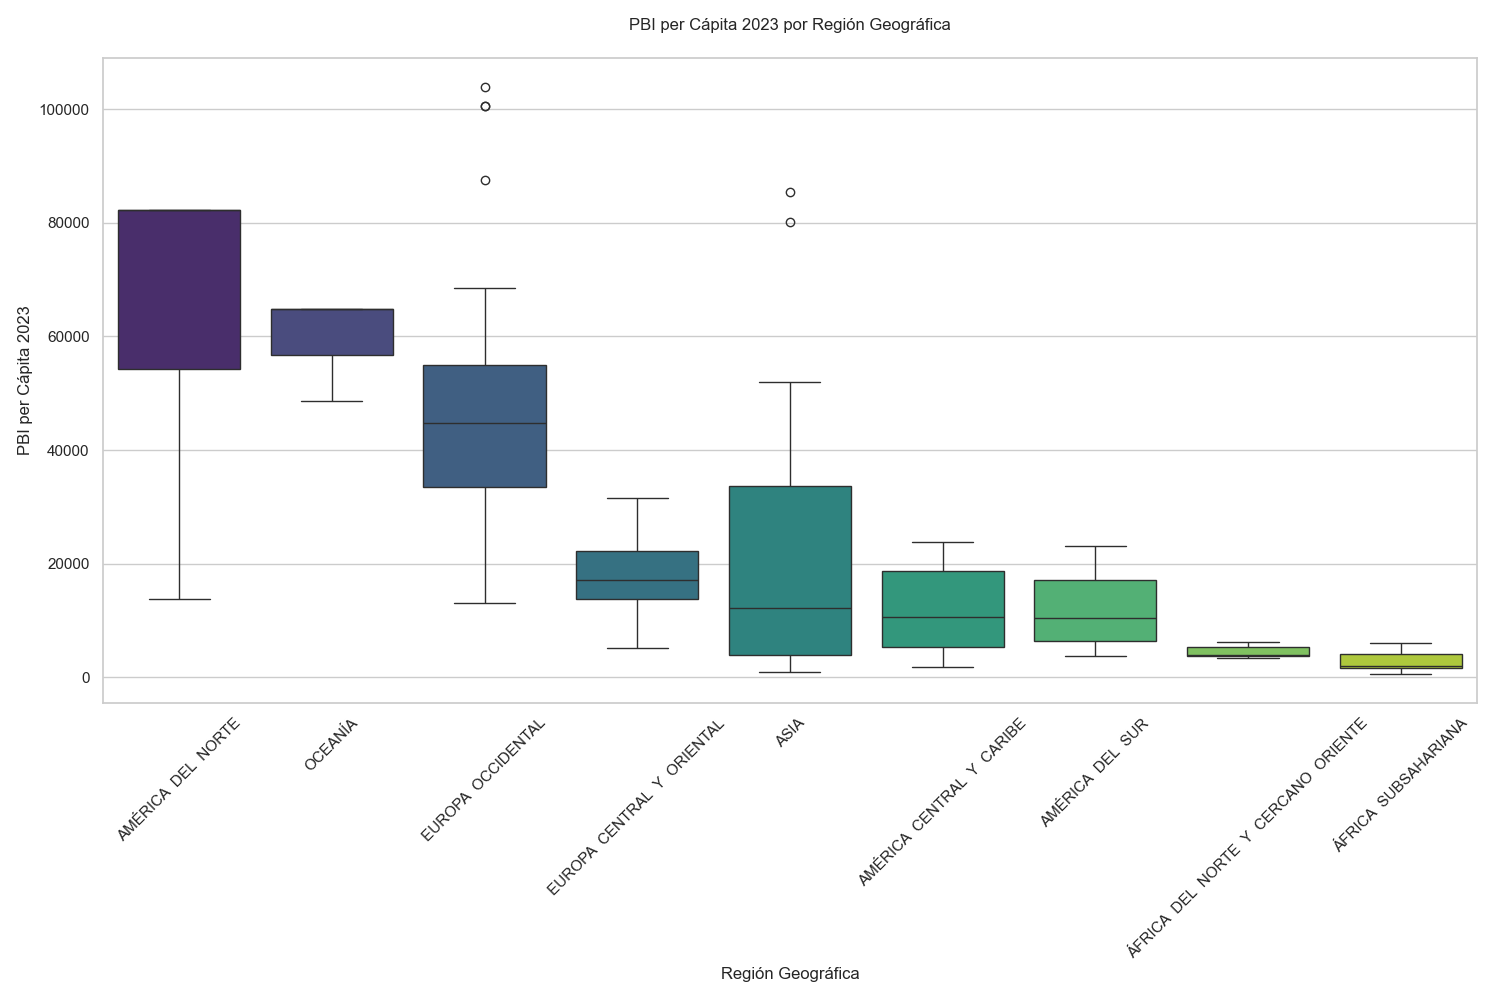 PBI per Cápita 2023 por Región Geográfica
PBI per Cápita 2023
100000
80000
60000
40000
20000
0
AMÉRICA DEL NORTE
OCEANÍA
EUROPA OCCIDENTAL
EUROPA CENTRAL Y ORIENTAL
ASIA
AMÉRICA CENTRAL Y CARIBE
AMÉRICA DEL SUR
ÁFRICA DEL NORTE Y CERCANO ORIENTE
ÁFRICA SUBSAHARIANA
Región Geográfica